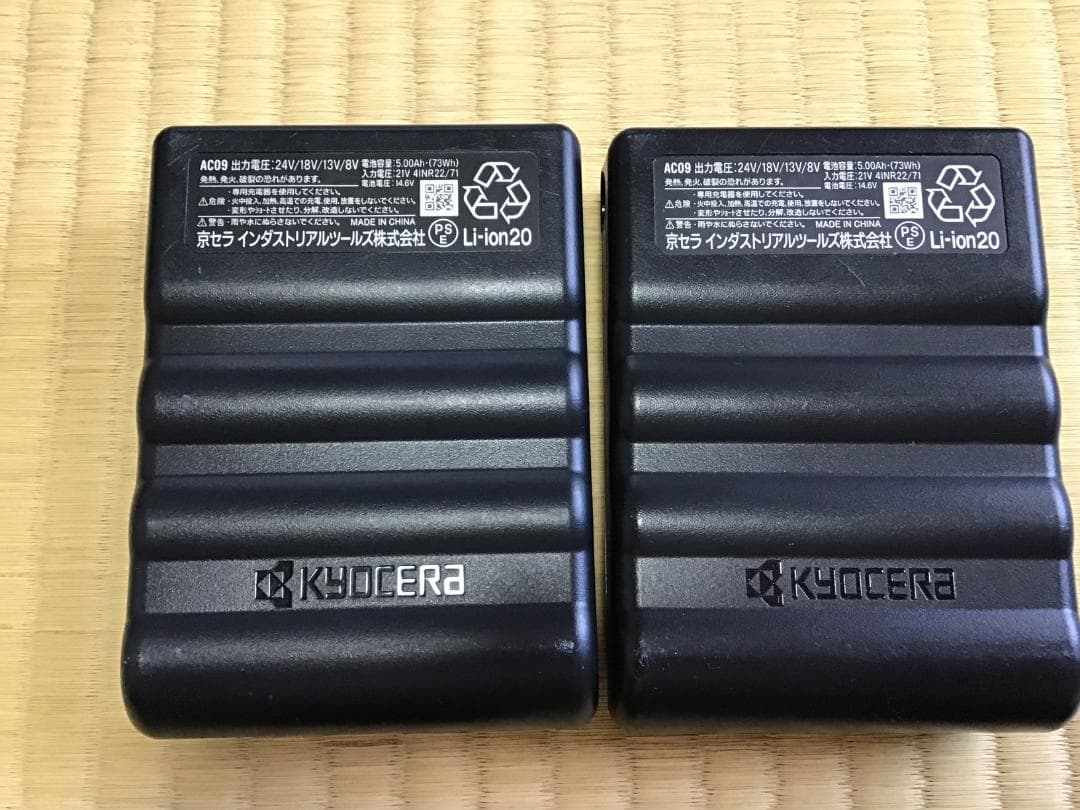 AC09 出力電圧:24V/18V/13V/8V 電池容量:5.00Ah・(73Wh)
発熱、発火、破裂の恐れがあります。 入力電圧:21V 4INR22/71
・専用充電器を使用してください。 電池電圧:14.6V
⚠危険・火中投入、加熱、高温での充電、使用、放置をしないでください。
・変形やショートさせたり、分解、改造しないでください。
⚠警告・雨や水にぬらさないでください。 MADE IN CHINA
京セラ インダストリアルツールズ株式会社 PSE Li-ion20
KYOCERA
AC09 出力電圧:24V/18V/13V/8V 電池容量:5.00Ah・(73Wh)
発熱、発火、破裂の恐れがあります。 入力電圧:21V 4INR22/71
・専用充電器を使用してください。 電池電圧:14.6V
⚠危険・火中投入、加熱、高温での充電、使用、放置をしないでください。
・変形やショートさせたり、分解、改造しないでください。
⚠警告・雨や水にぬらさないでください。 MADE IN CHINA
京セラ インダストリアルツールズ株式会社 PSE Li-ion20
KYOCERA